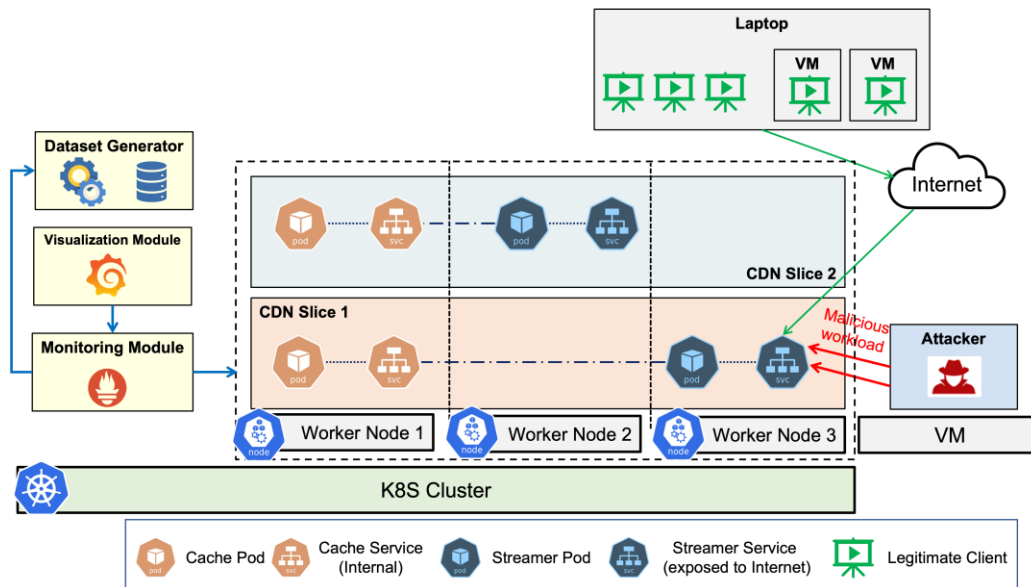 Laptop
VM
VM
Dataset Generator
Visualization Module
Monitoring Module
Internet
pod
svc
pod
svc
CDN Slice 2
CDN Slice 1
pod
svc
pod
svc
Malicious
workload
Attacker
node
Worker Node 1
node
Worker Node 2
node
Worker Node 3
VM
K8S Cluster
pod
Cache Pod
svc
Cache Service
(Internal)
pod
Streamer Pod
svc
Streamer Service
(exposed to Internet)
Legitimate Client